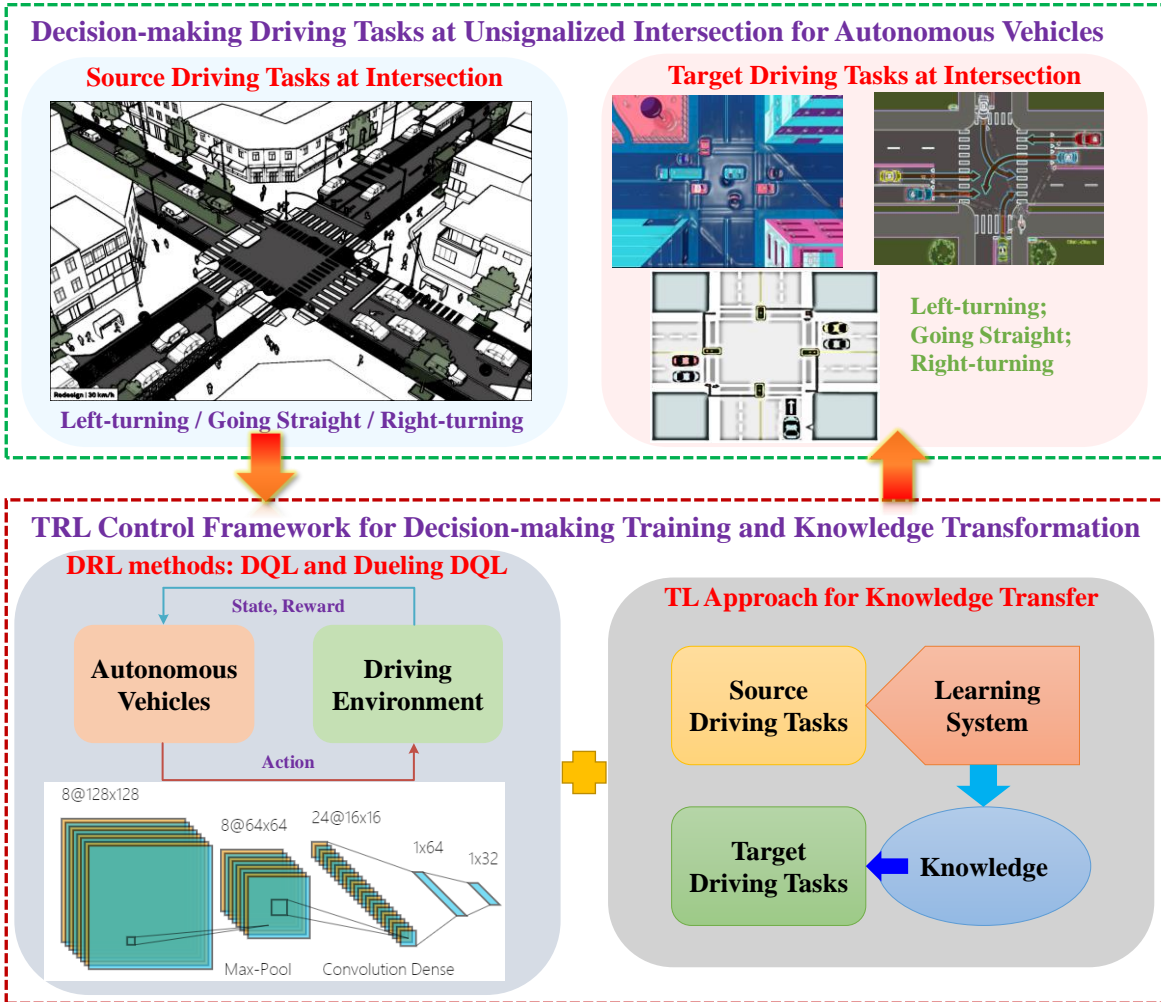 Decision-making Driving Tasks at Unsignalized Intersection for Autonomous Vehicles
Source Driving Tasks at Intersection
Redesign | 30 km/h
Left-turning / Going Straight / Right-turning
Target Driving Tasks at Intersection
Left-turning;
Going Straight;
Right-turning
TRL Control Framework for Decision-making Training and Knowledge Transformation
DRL methods: DQL and Dueling DQL
State, Reward
Autonomous
Vehicles
Driving
Environment
Action
8@128x128
8@64x64
24@16x16
1x64
1x32
Max-Pool
Convolution
Dense
TL Approach for Knowledge Transfer
Source
Driving Tasks
Learning
System
Target
Driving Tasks
Knowledge